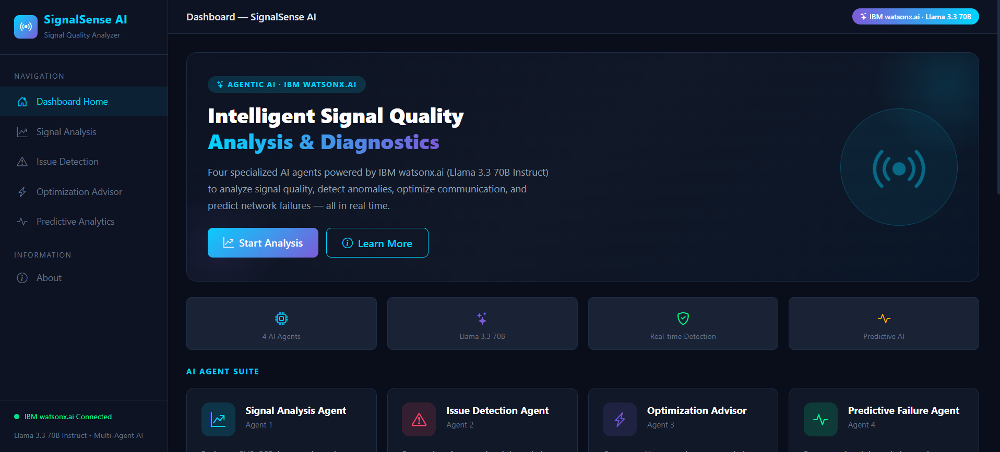 SignalSense AI
Signal Quality Analyzer
NAVIGATION
Dashboard Home
Signal Analysis
Issue Detection
Optimization Advisor
Predictive Analytics
INFORMATION
About
IBM watsonx.ai Connected
Llama 3.3 70B Instruct • Multi-Agent AI
Dashboard — SignalSense AI
IBM watsonx.ai · Llama 3.3 70B
AGENTIC AI · IBM WATSONX.AI
Intelligent Signal Quality
Analysis & Diagnostics
Four specialized AI agents powered by IBM watsonx.ai (Llama 3.3 70B Instruct)
to analyze signal quality, detect anomalies, optimize communication, and
predict network failures — all in real time.
Start Analysis
Learn More
4 AI Agents
Llama 3.3 70B
Real-time Detection
Predictive AI
AI AGENT SUITE
Signal Analysis Agent
Agent 1
Issue Detection Agent
Agent 2
Optimization Advisor
Agent 3
Predictive Failure Agent
Agent 4